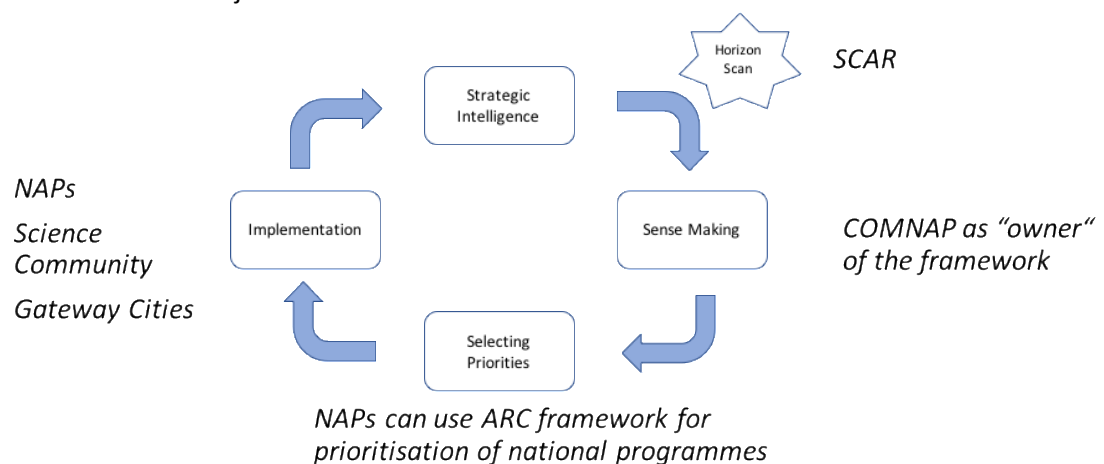 Horizon
Scan
SCAR
Strategic
Intelligence
NAPs
Science
Community
Gateway Cities
Implementation
Sense Making
COMNAP as “owner“
of the framework
Selecting
Priorities
NAPs can use ARC framework for
prioritisation of national programmes